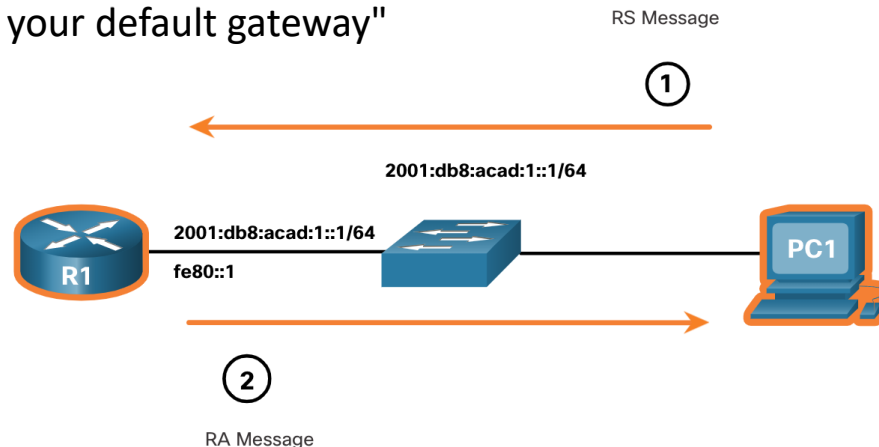 your default gateway"
RS Message
1
2001:db8:acad:1::1/64
2001:db8:acad:1::1/64
fe80::1
R1
PC1
2
RA Message